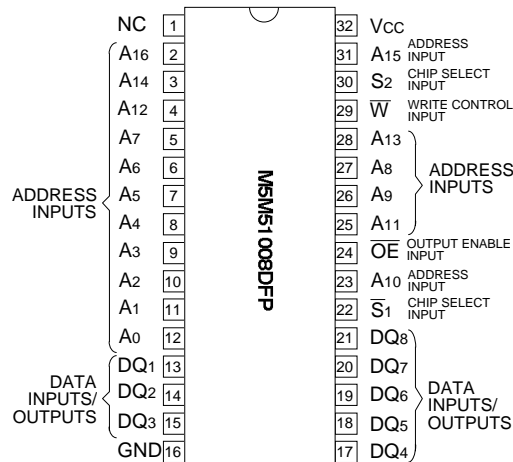 NC 1
A16 2
A14 3
A12 4
A7 5
A6 6
A5 7
A4 8
A3 9
A2 10
A1 11
A0 12
DQ1 13
DQ2 14
DQ3 15
GND 16
ADDRESS
INPUTS
DATA
INPUTS/
OUTPUTS
M5M51008DFP
32 VCC
31 A15 ADDRESS
INPUT
30 S2 CHIP SELECT
INPUT
29 W̅ WRITE CONTROL
INPUT
28 A13
27 A8
26 A9
25 A11
ADDRESS
INPUTS
24 O̅E̅ OUTPUT ENABLE
INPUT
23 A10 ADDRESS
INPUT
22 S̅1 CHIP SELECT
INPUT
21 DQ8
20 DQ7
19 DQ6
18 DQ5
17 DQ4
DATA
INPUTS/
OUTPUTS